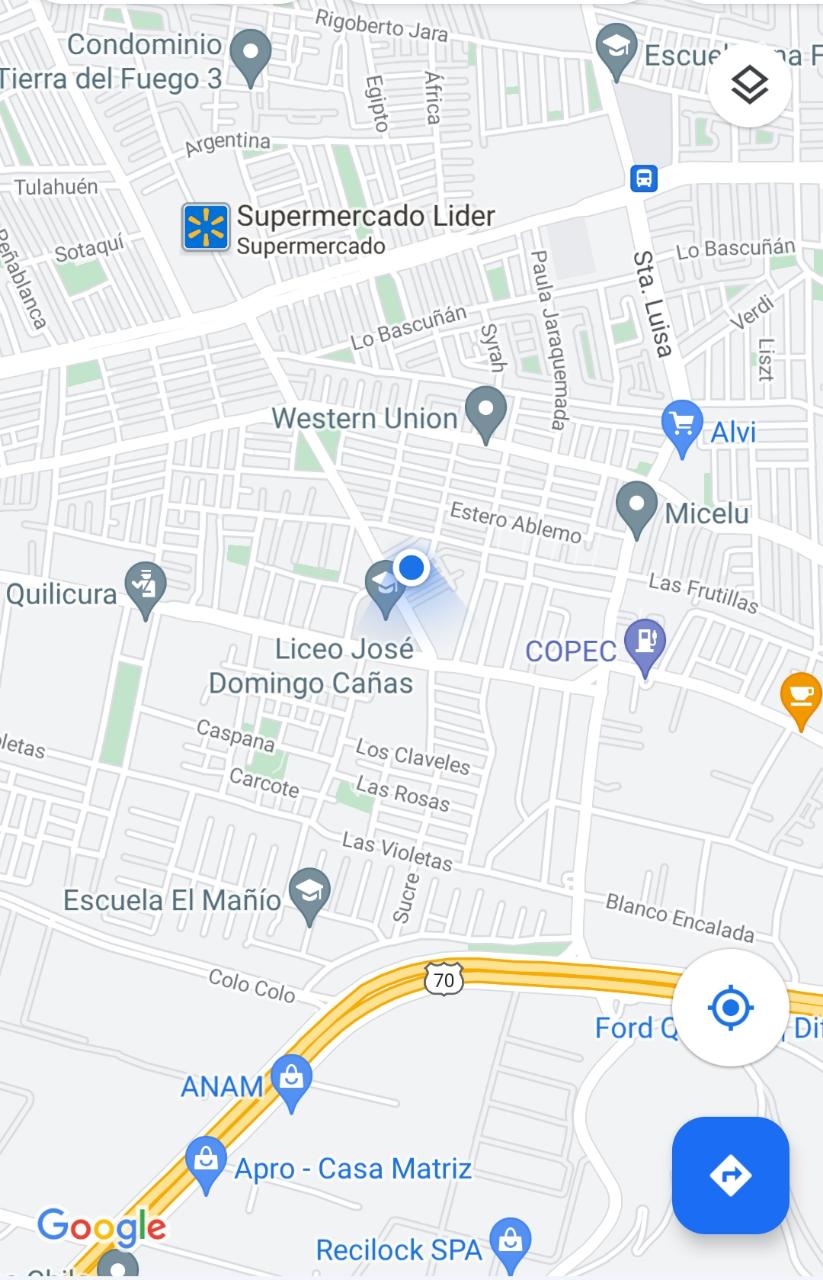 Rigoberto Jara
Condominio
Tierra del Fuego 3
Egipto
África
Argentina
Tulahuén
Supermercado Lider
Supermercado
Peñablanca
Sotaquí
Lo Bascuñán
Sta. Luisa
Paula Jaraquemada
Verdi
Lo Bascuñán
Syrah
Liszt
Western Union
Alvi
Estero Ablemo
Micelu
Quilicura
Las Frutillas
Liceo José
Domingo Cañas
COPEC
Caspana
Los Claveles
Carcote
Las Rosas
Las Violetas
Escuela El Mañío
Sucre
Blanco Encalada
Colo Colo
70
Ford
ANAM
Apro - Casa Matriz
Google
Recilock SPA